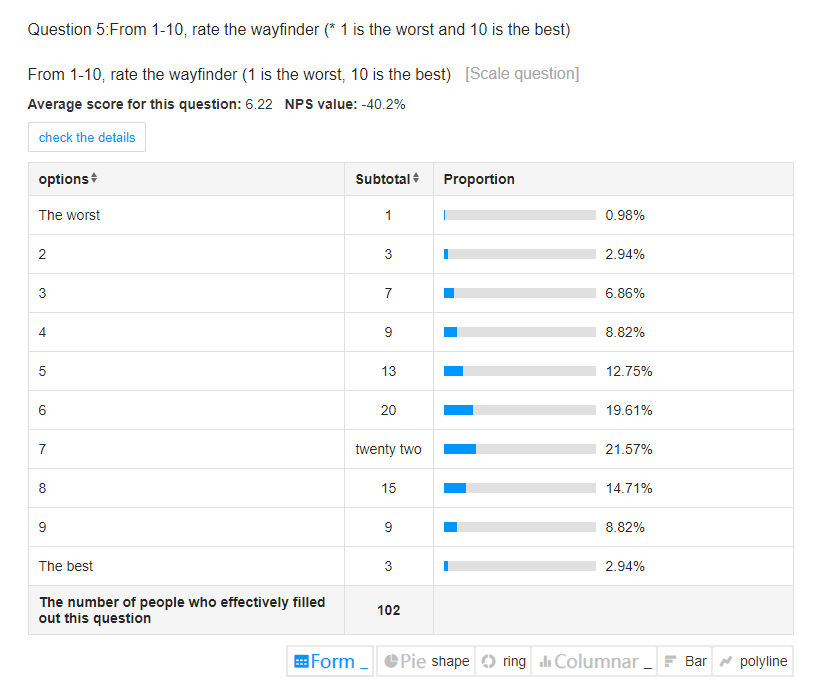 Question 5:From 1-10, rate the wayfinder (* 1 is the worst and 10 is the best)
From 1-10, rate the wayfinder (1 is the worst, 10 is the best) [Scale question]
Average score for this question: 6.22 NPS value: -40.2%
check the details
options Subtotal Proportion
The worst 1 0.98%
2 3 2.94%
3 7 6.86%
4 9 8.82%
5 13 12.75%
6 20 19.61%
7 twenty two 21.57%
8 15 14.71%
9 9 8.82%
The best 3 2.94%
The number of people who effectively filled
out this question 102
Form _ Pie shape ring Columnar _ Bar polyline